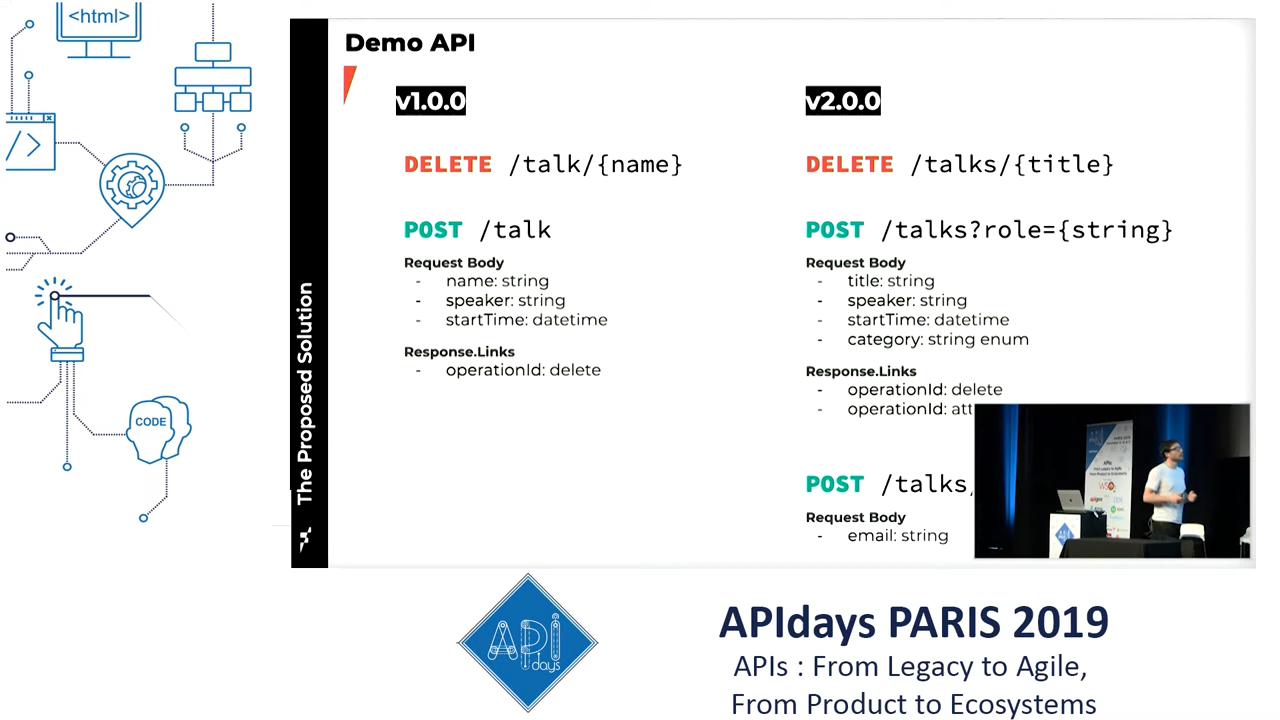 <html>
Demo API
v1.0.0
DELETE /talk/{name}
POST /talk
Request Body
- name: string
- speaker: string
- startTime: datetime
Response.Links
- operationId: delete
v2.0.0
DELETE /talks/{title}
POST /talks?role={string}
Request Body
- title: string
- speaker: string
- startTime: datetime
- category: string enum
Response.Links
- operationId: delete
- operationId: att
POST /talks
Request Body
- email: string
The Proposed Solution
</>
CODE
API
days
APIdays PARIS 2019
APIs : From Legacy to Agile,
From Product to Ecosystems